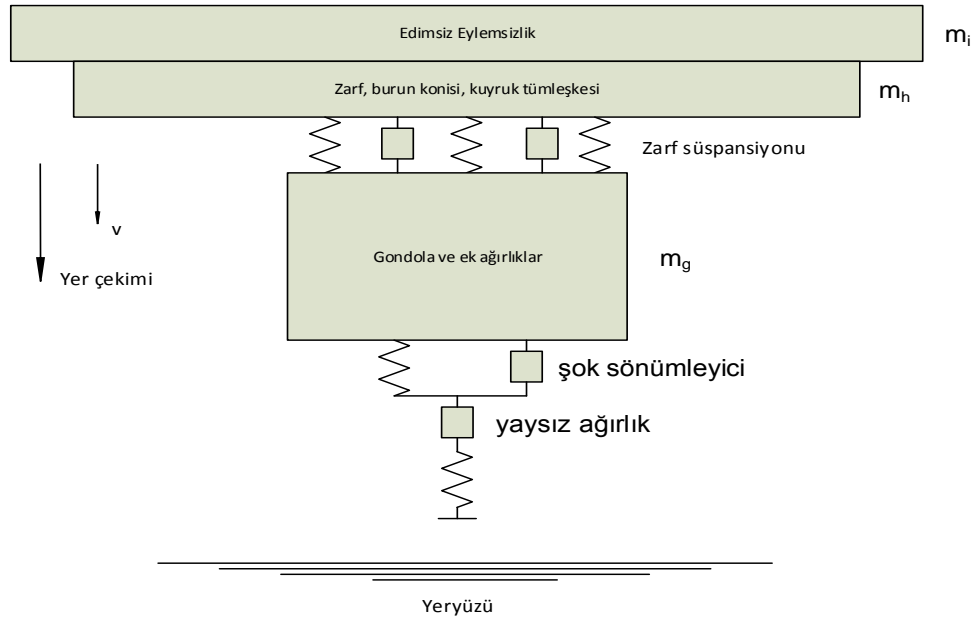 Edimsiz Eylemsizlik
mᵢ
Zarf, burun konisi, kuyruk tümleşkesi
mₕ
Zarf süspansiyonu
v
Yer çekimi
Gondola ve ek ağırlıklar
m_g
şok sönümleyici
yaysız ağırlık
Yeryüzü